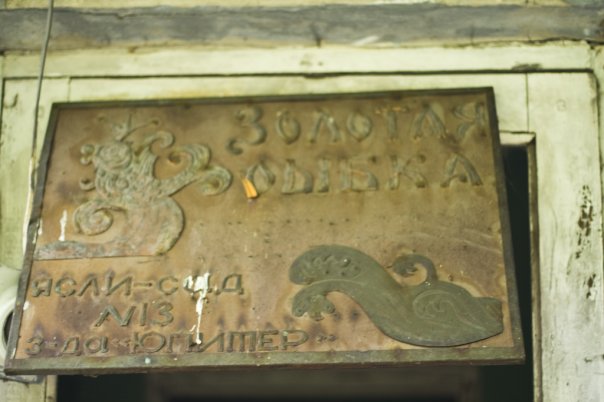 ЗОЛОТАЯ
РЫБКА
ЯСЛИ-САД
№13
з-да "ЮПИТЕР"